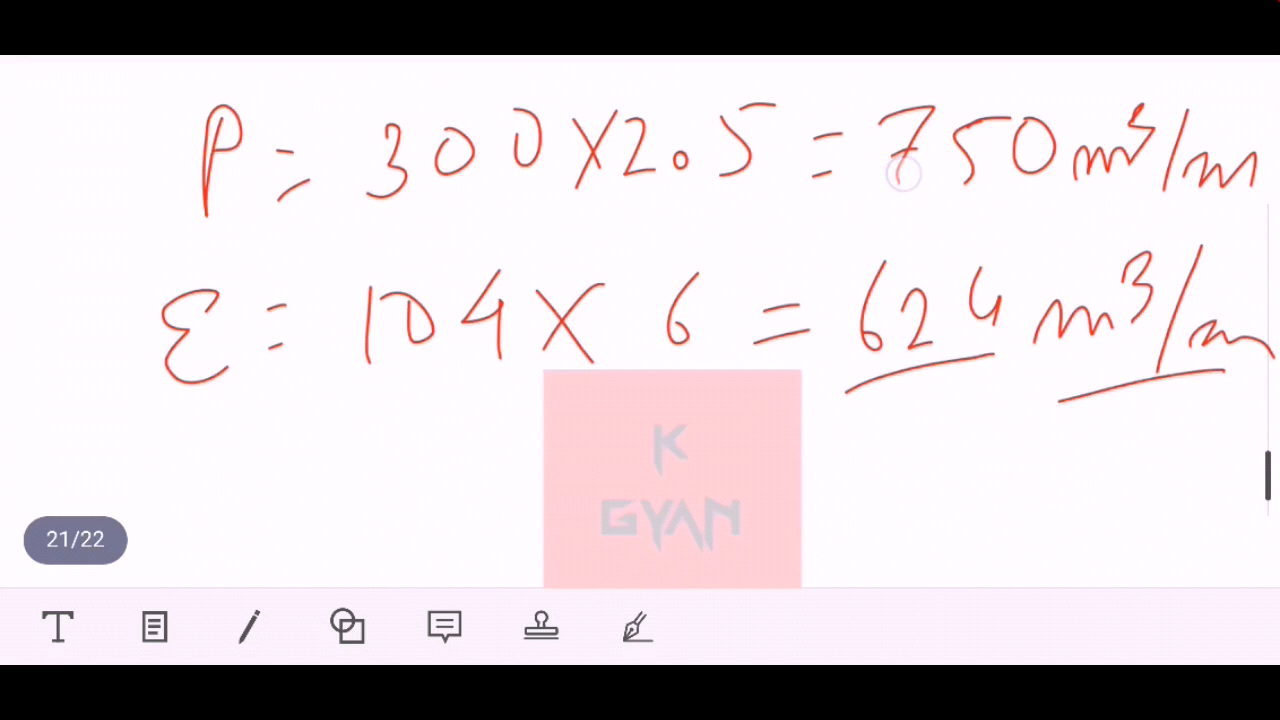 P = 300 X 2.5 = 750 m³/m
Ɛ = 104 X 6 = 624 m³/m
K
GYAN
21/22
T